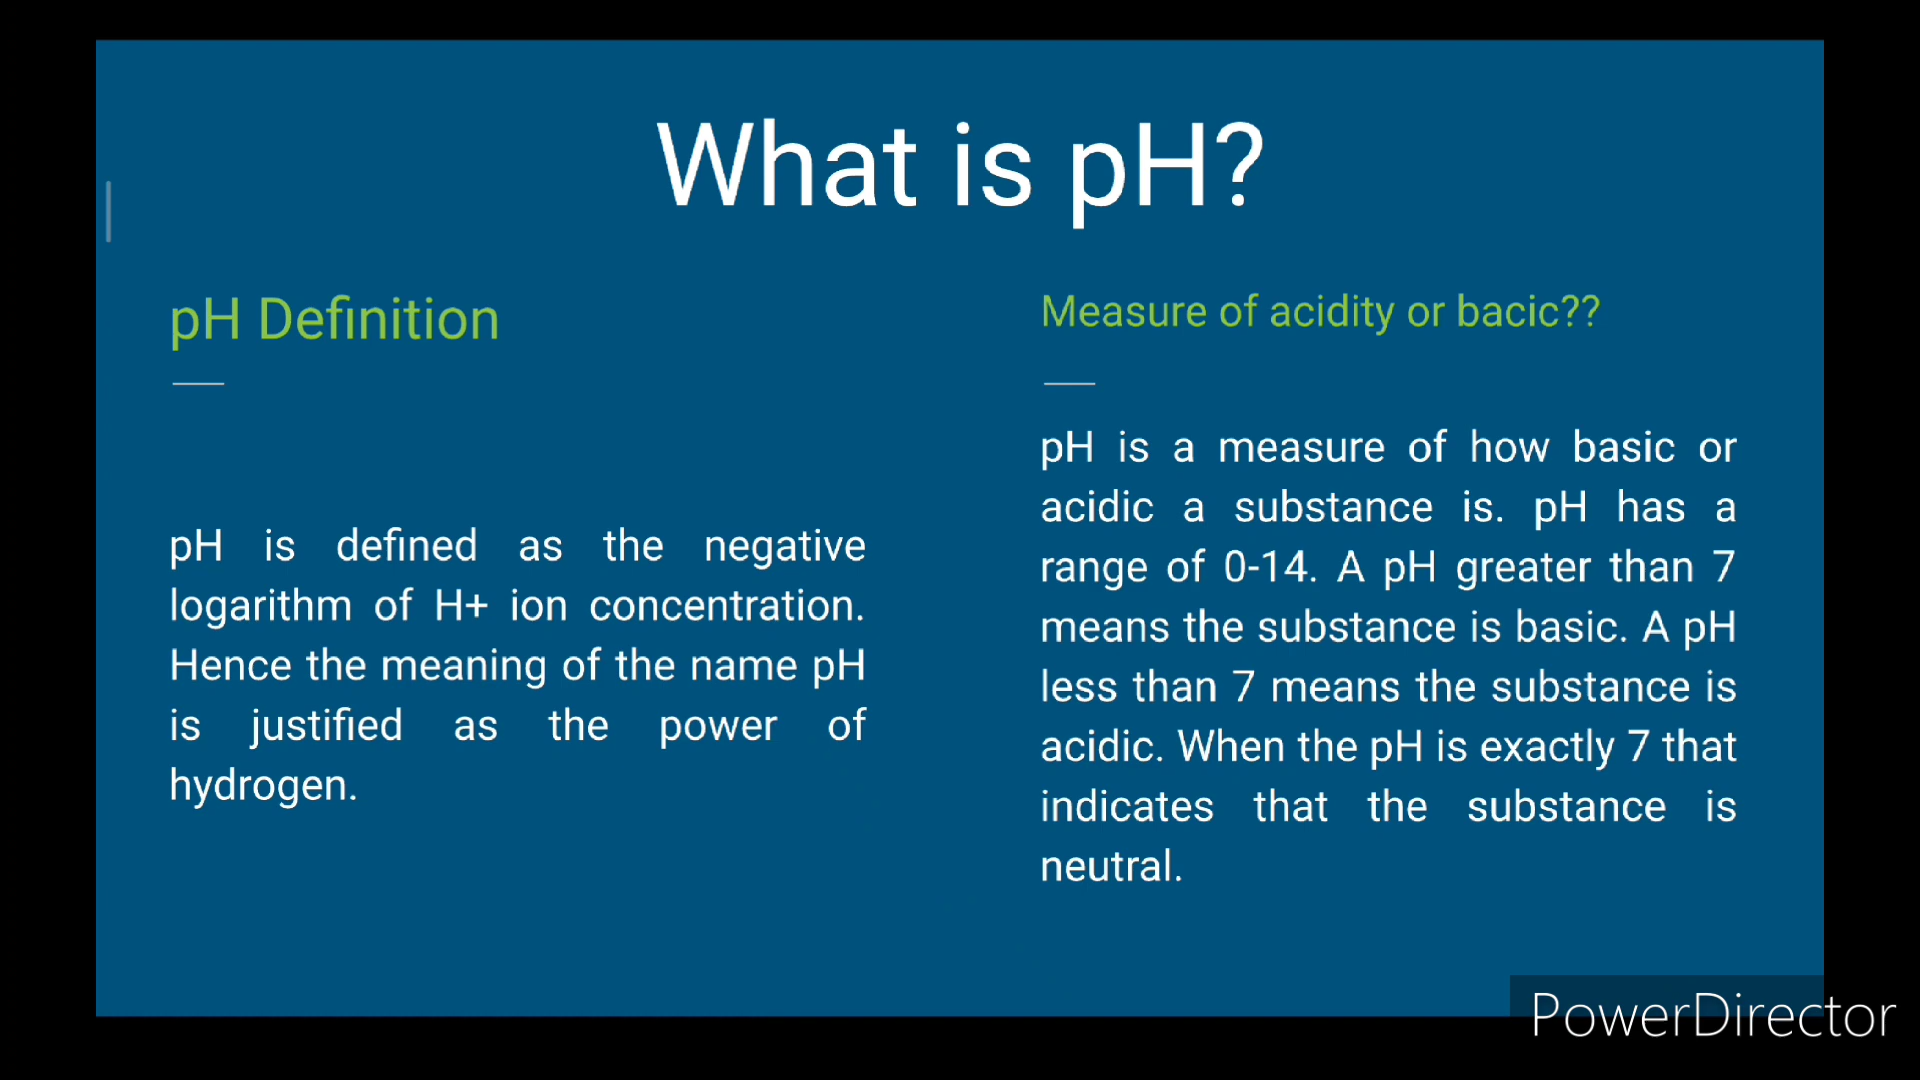 What is pH?
pH Definition
pH is defined as the negative
logarithm of H+ ion concentration.
Hence the meaning of the name pH
is justified as the power of
hydrogen.
Measure of acidity or bacic??
pH is a measure of how basic or
acidic a substance is. pH has a
range of 0-14. A pH greater than 7
means the substance is basic. A pH
less than 7 means the substance is
acidic. When the pH is exactly 7 that
indicates that the substance is
neutral.
PowerDirector